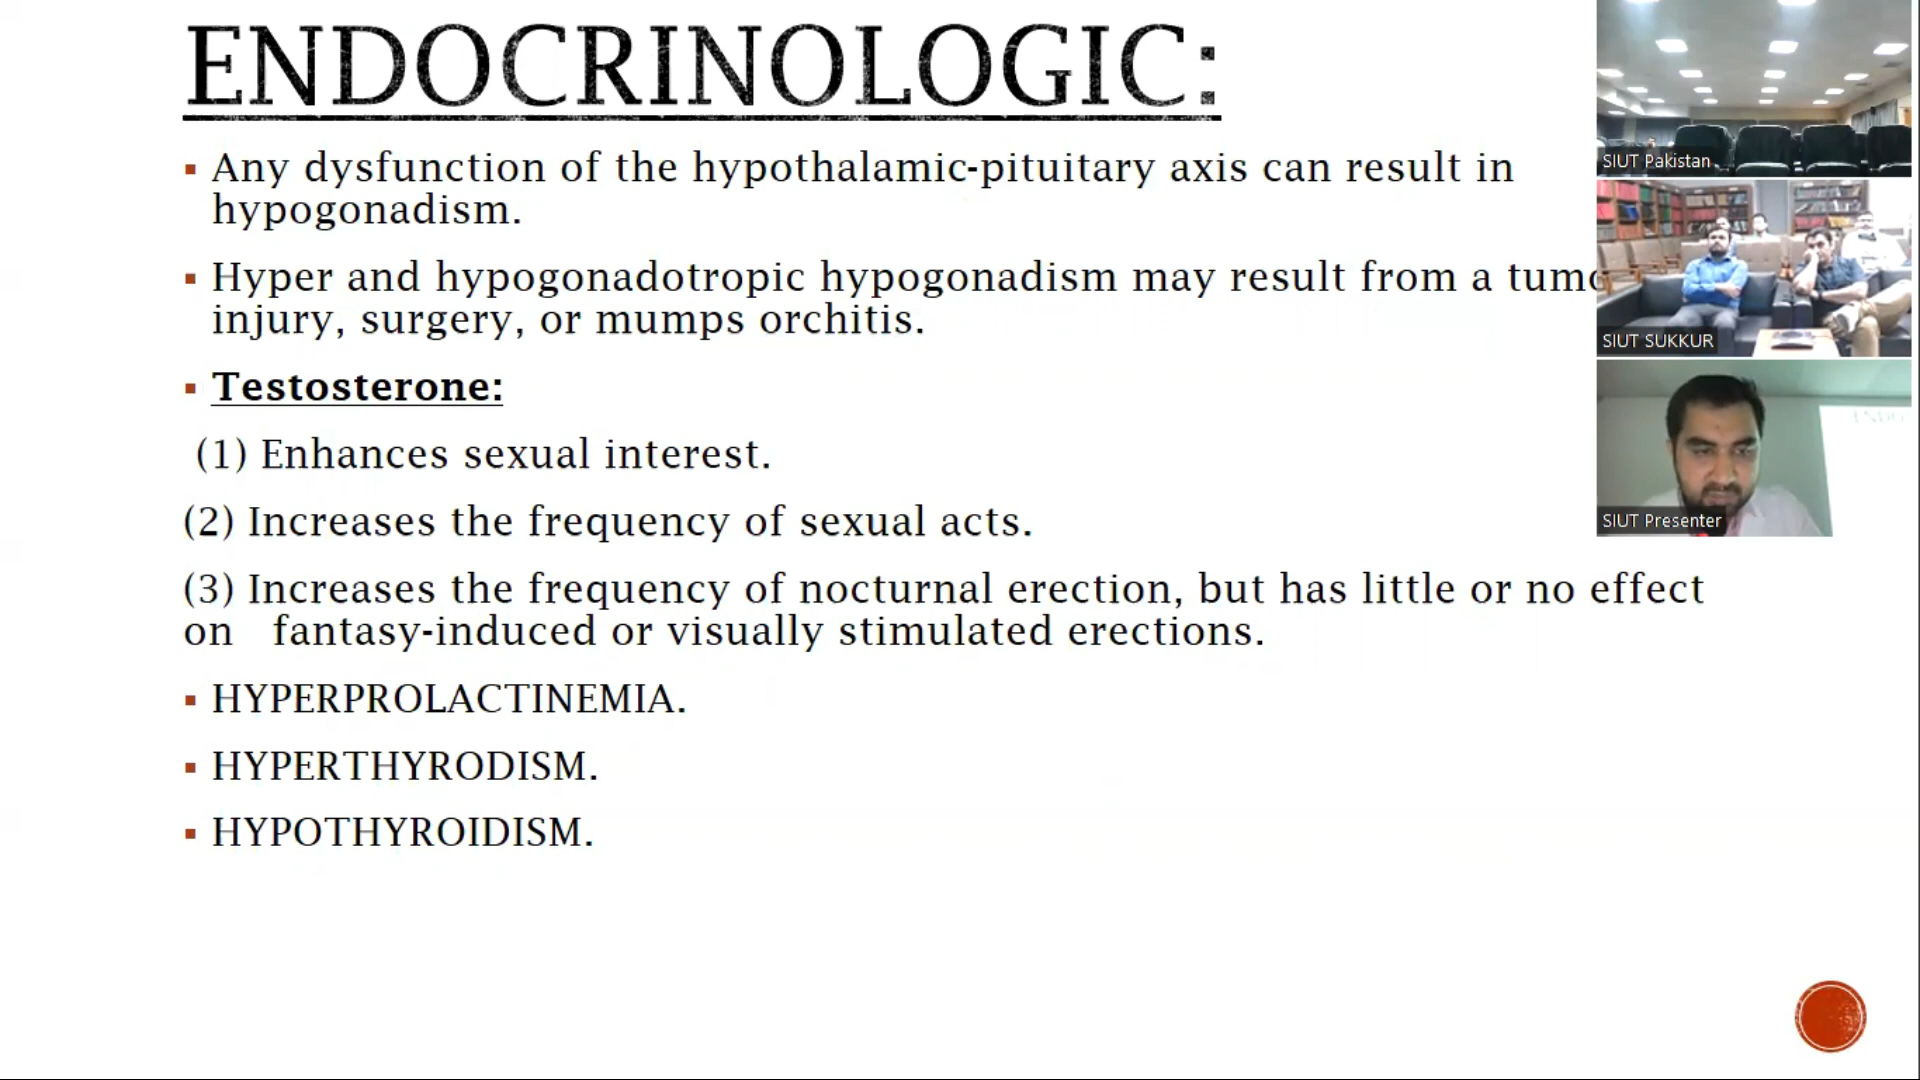 ENDOCRINOLOGIC:
▪ Any dysfunction of the hypothalamic-pituitary axis can result in
hypogonadism.
▪ Hyper and hypogonadotropic hypogonadism may result from a
injury, surgery, or mumps orchitis.
▪ Testosterone:
(1) Enhances sexual interest.
(2) Increases the frequency of sexual acts.
(3) Increases the frequency of nocturnal erection, but has little or no effect
on fantasy-induced or visually stimulated erections.
▪ HYPERPROLACTINEMIA.
▪ HYPERTHYRODISM.
▪ HYPOTHYROIDISM.
SIUT Pakistan
SIUT SUKKUR
SIUT Presenter